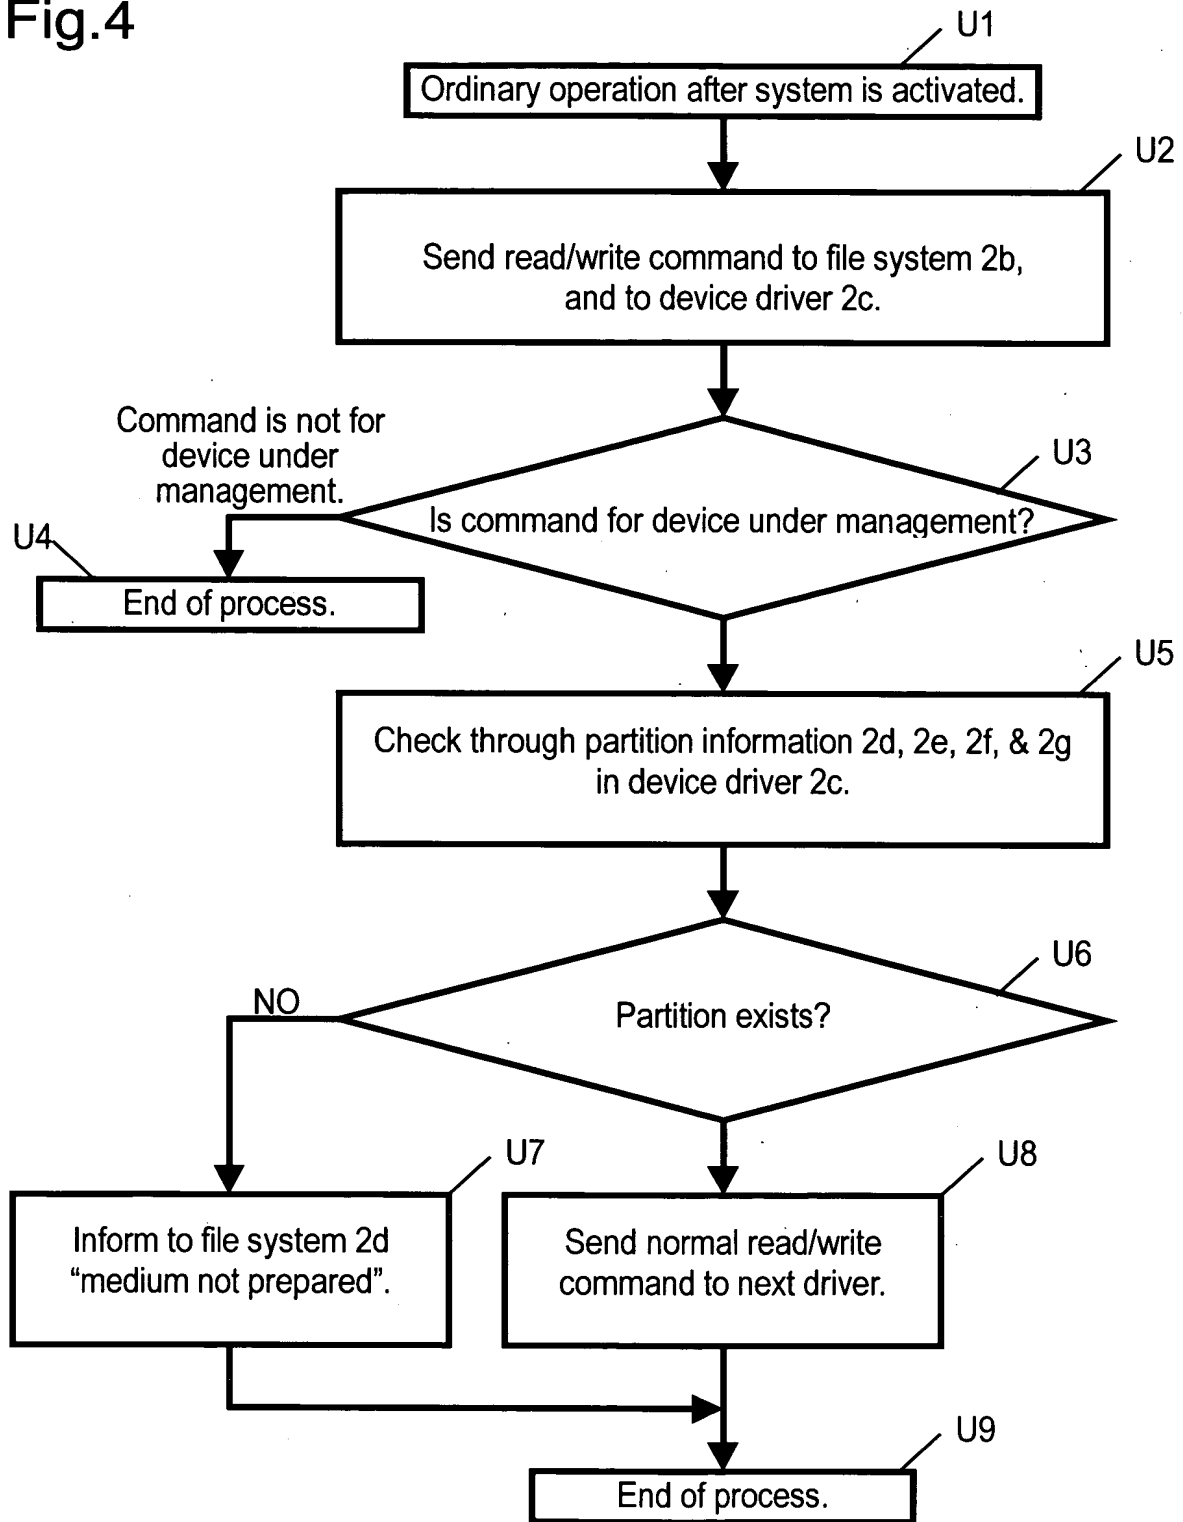 Fig.4
U1
Ordinary operation after system is activated.
U2
Send read/write command to file system 2b,
and to device driver 2c.
Command is not for
device under
management.
U3
Is command for device under management?
U4
End of process.
U5
Check through partition information 2d, 2e, 2f, & 2g
in device driver 2c.
U6
NO
Partition exists?
U7
U8
Inform to file system 2d
“medium not prepared”.
Send normal read/write
command to next driver.
U9
End of process.